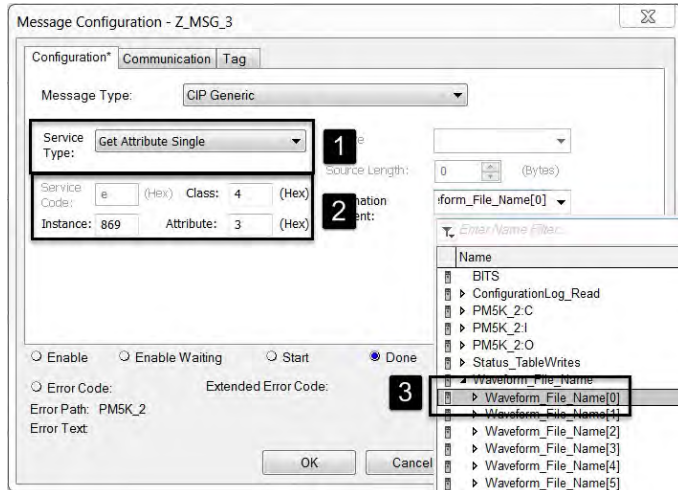 Message Configuration - Z_MSG_3
Configuration* Communication Tag
Message Type: CIP Generic
Service Type: Get Attribute Single
1
Source Length: 0 (Bytes)
Service Code: e (Hex) Class: 4 (Hex)
2
:form_File_Name[0]
Instance: 869 Attribute: 3 (Hex)
Enter Name Filter...
Name
BITS
ConfigurationLog_Read
PM5K_2:C
PM5K_2:I
PM5K_2:O
Status_TableWrites
Waveform_File_Name
3
Waveform_File_Name[0]
Waveform_File_Name[1]
Waveform_File_Name[2]
Waveform_File_Name[3]
Waveform_File_Name[4]
Waveform_File_Name[5]
Enable Enable Waiting Start Done
Error Code: Extended Error Code:
Error Path: PM5K_2
Error Text:
OK Cancel